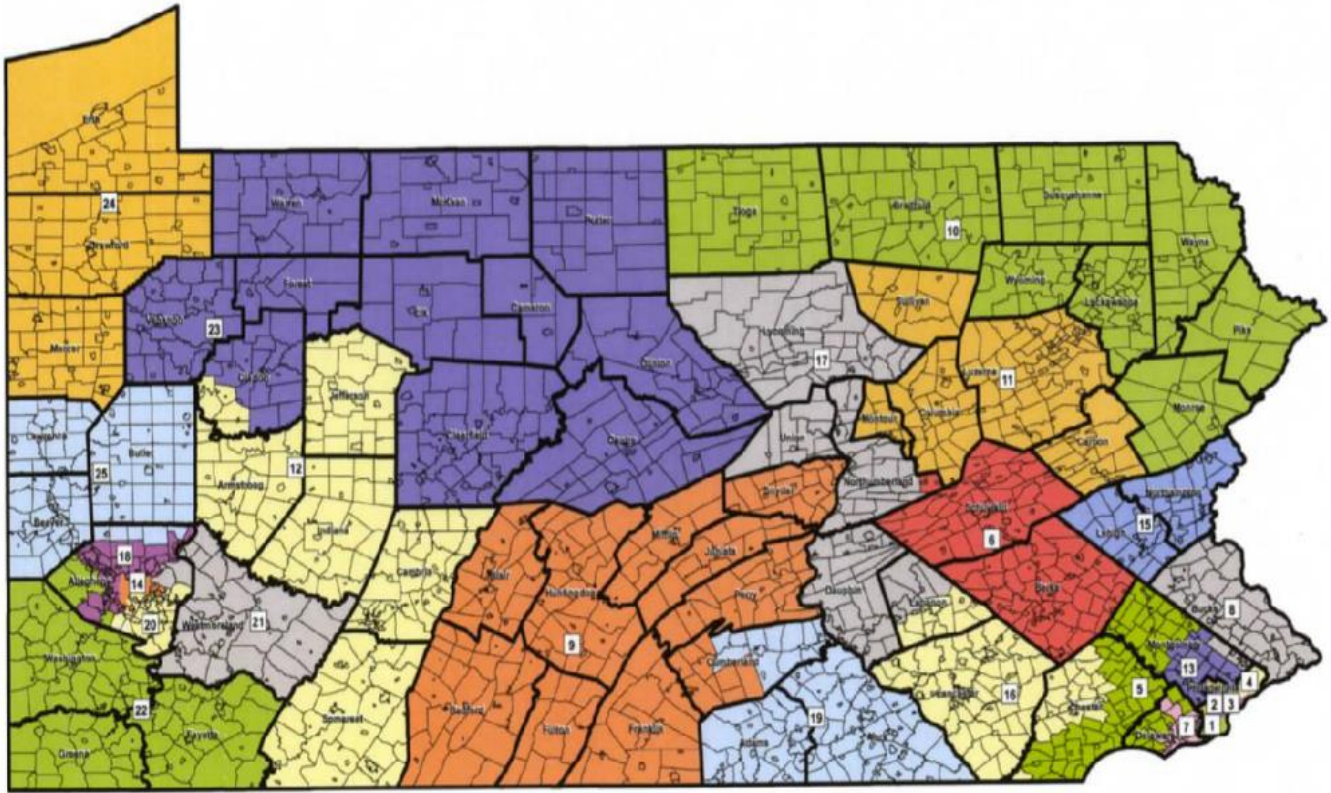 Erie
24
Crawford
Mercer
Warren
McKean
Potter
Tioga
Bradford
10
Susquehanna
Wayne
Wyoming
Lackawanna
Pike
Monroe
Forest
23
Elk
Cameron
Clarion
Clinton
Jefferson
Clearfield
Centre
Lycoming
17
Sullivan
Luzerne
11
Columbia
Montour
Carbon
Union
Northumberland
Snyder
25
Butler
Beaver
12
Armstrong
Indiana
Cambria
Blair
Huntingdon
Mifflin
Juniata
Perry
9
6
Berks
Northampton
Lehigh
15
Dauphin
Lebanon
Bucks
8
18
14
20
21
Westmoreland
Washington
22
Greene
Fayette
Somerset
Bedford
Fulton
Franklin
Cumberland
Adams
19
Lancaster
16
Chester
5
Montgomery
13
4
2
3
7
1